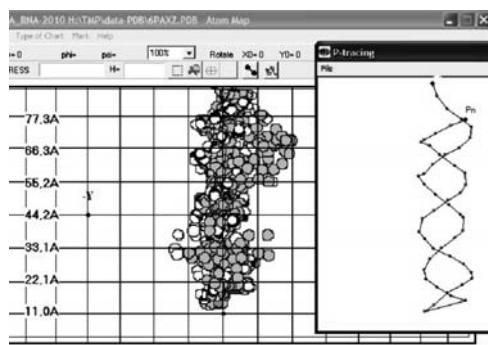 A_RNA-2010 H:\TMP\data-PDB\6PAXZ.PDB Atom Map
Type of Chart Mark Help
= 0 phi= psi= 100% Rotate X0= 0 Y0= 0
RESS H=
P-tracing
File
Pn
77,3A
66,3A
55,2A
-Y
44,2A
33,1A
22,1A
11,0A